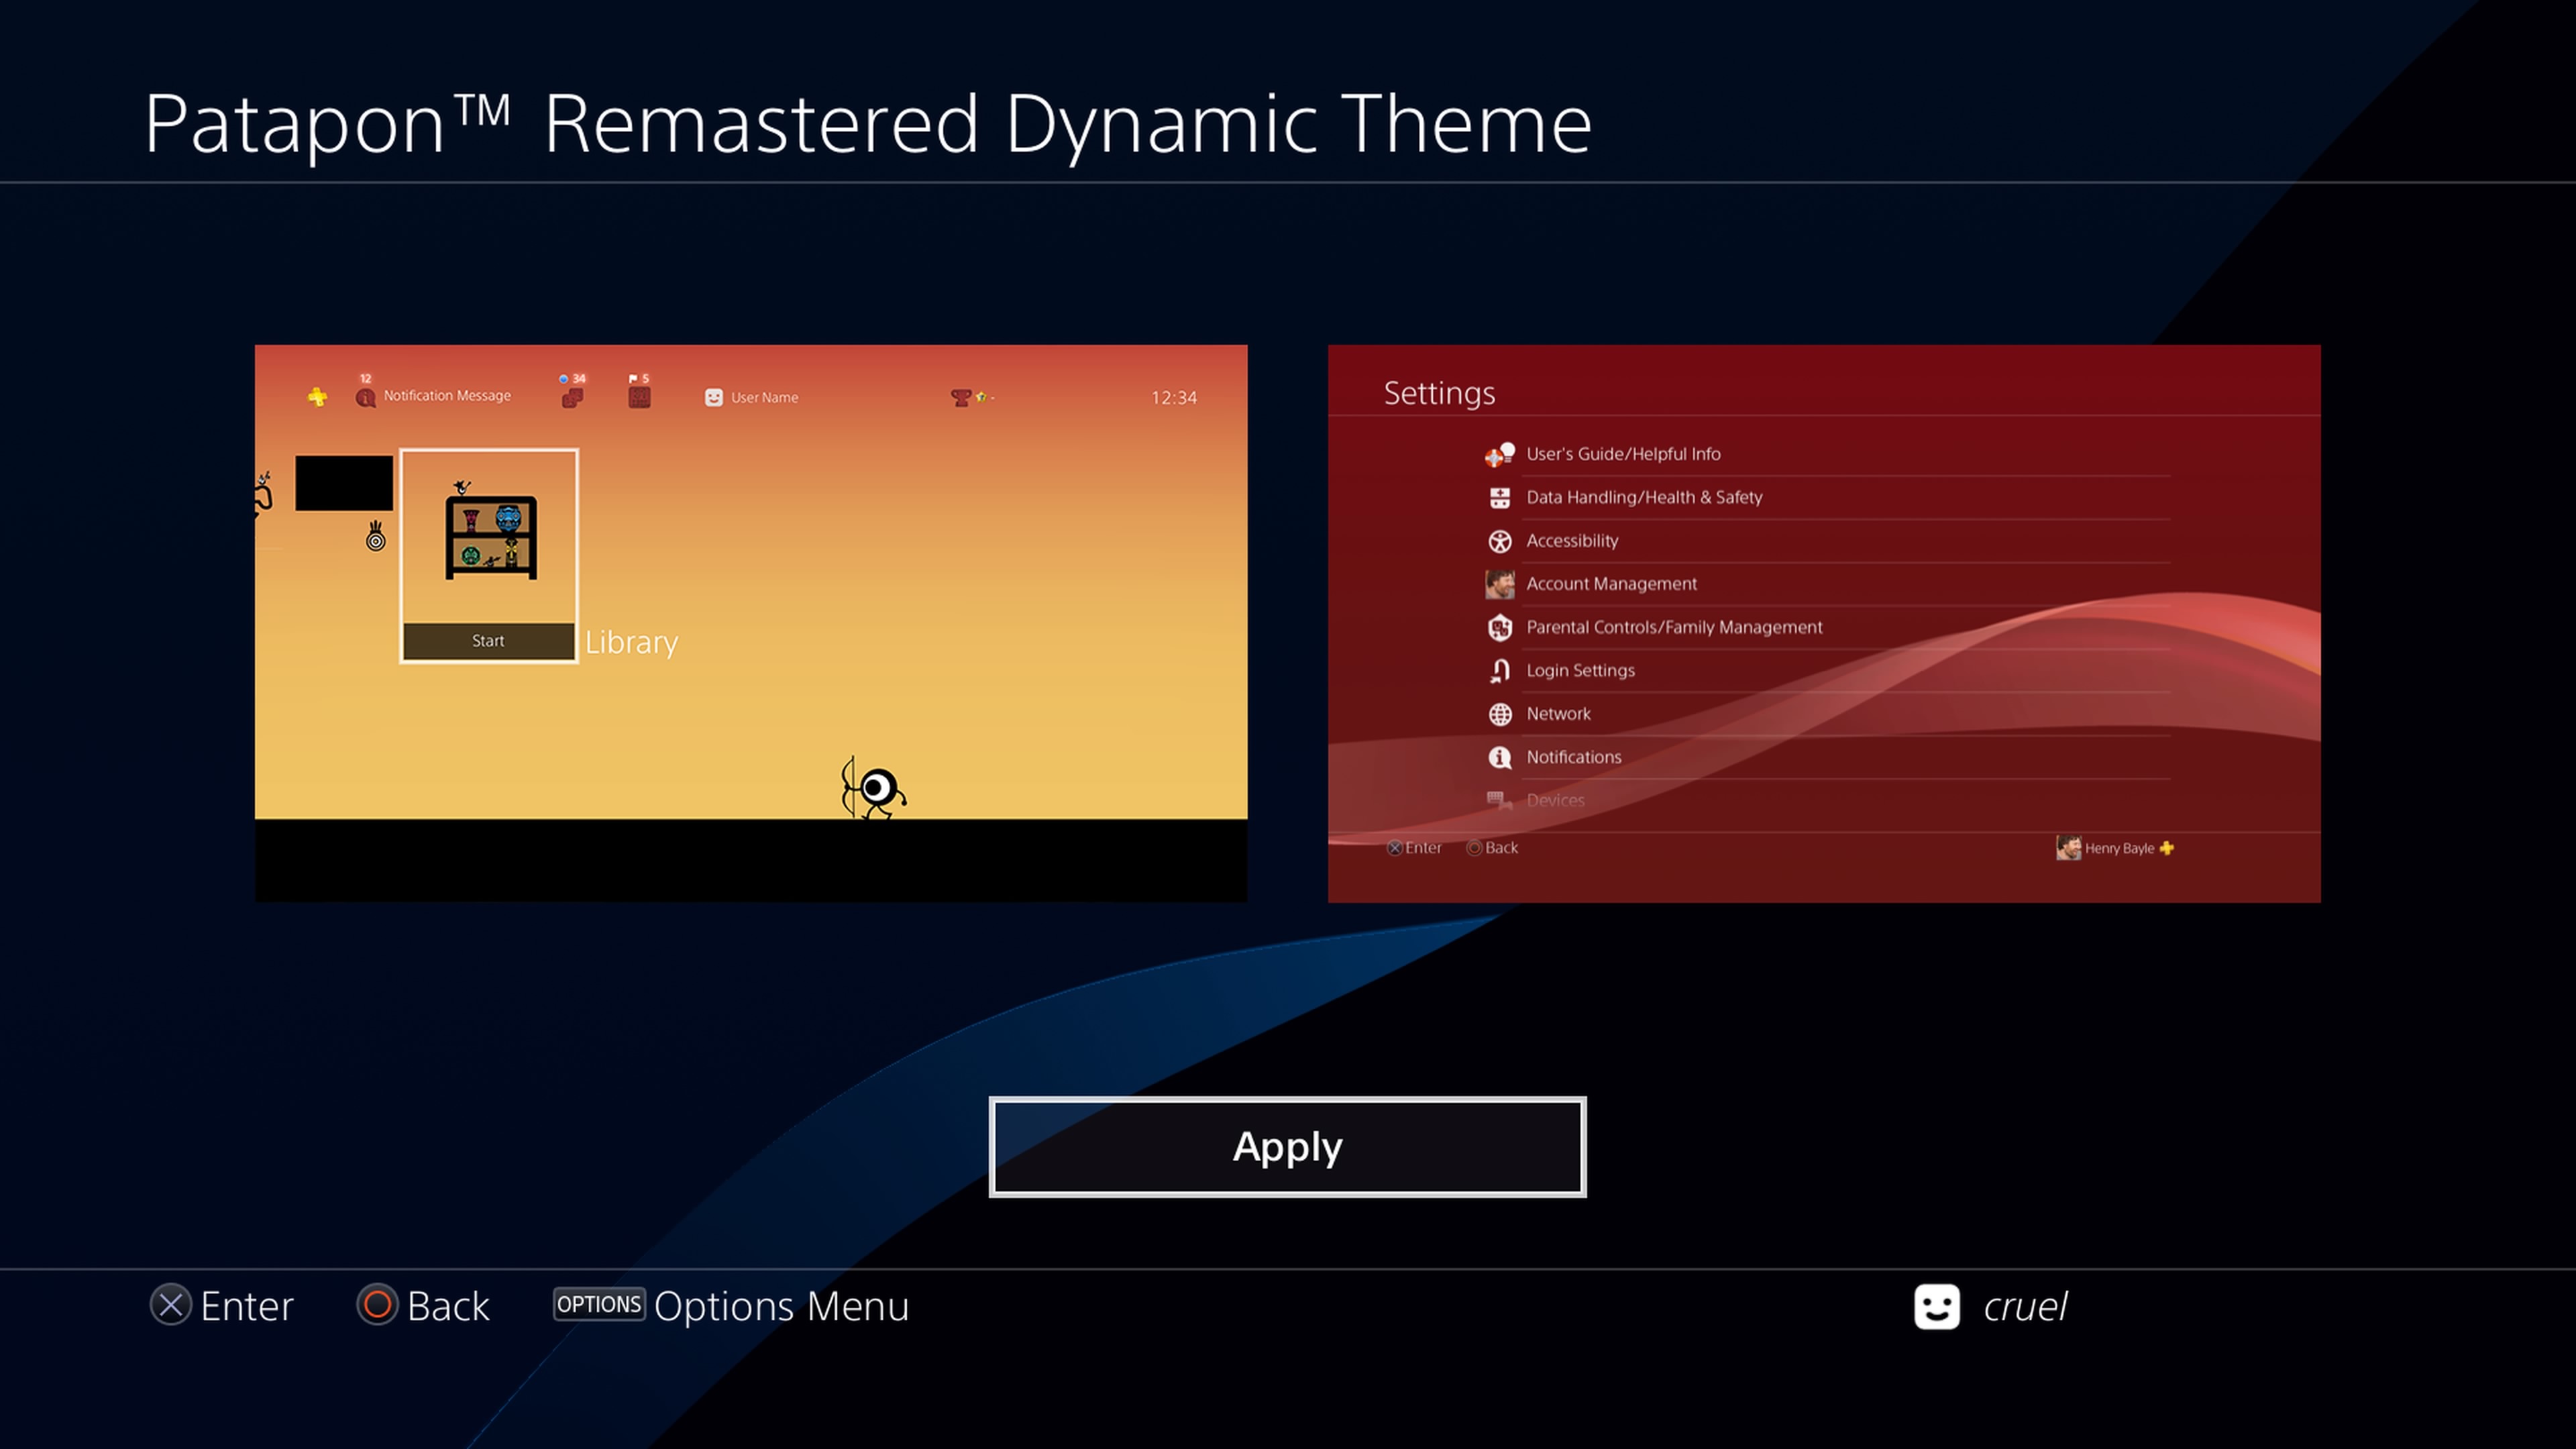 Patapon™ Remastered Dynamic Theme
12
Notification Message
34
5
User Name
12:34
Start
Library
Settings
User's Guide/Helpful Info
Data Handling/Health & Safety
Accessibility
Account Management
Parental Controls/Family Management
Login Settings
Network
Notifications
Devices
Enter Back
Henry Bayle
Apply
Enter Back OPTIONS Options Menu
cruel